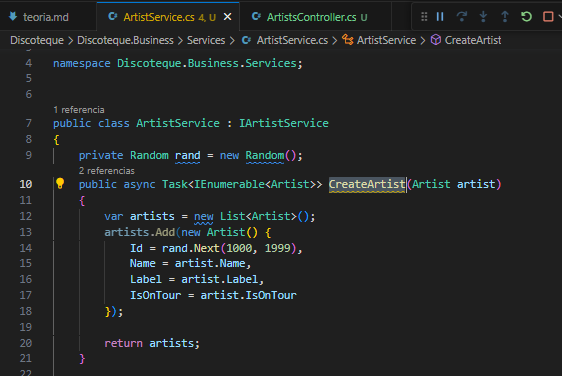 teoria.md ArtistService.cs 4, U ArtistsController.cs U
Discoteque > Discoteque.Business > Services > ArtistService.cs > ArtistService > CreateArtist
4 namespace Discoteque.Business.Services;
5
6
1 referencia
7 public class ArtistService : IArtistService
8 {
9 private Random rand = new Random();
2 referencias
10 public async Task<IEnumerable<Artist>> CreateArtist(Artist artist)
11 {
12 var artists = new List<Artist>();
13 artists.Add(new Artist() {
14 Id = rand.Next(1000, 1999),
15 Name = artist.Name,
16 Label = artist.Label,
17 IsOnTour = artist.IsOnTour
18 });
19
20 return artists;
21 }
22